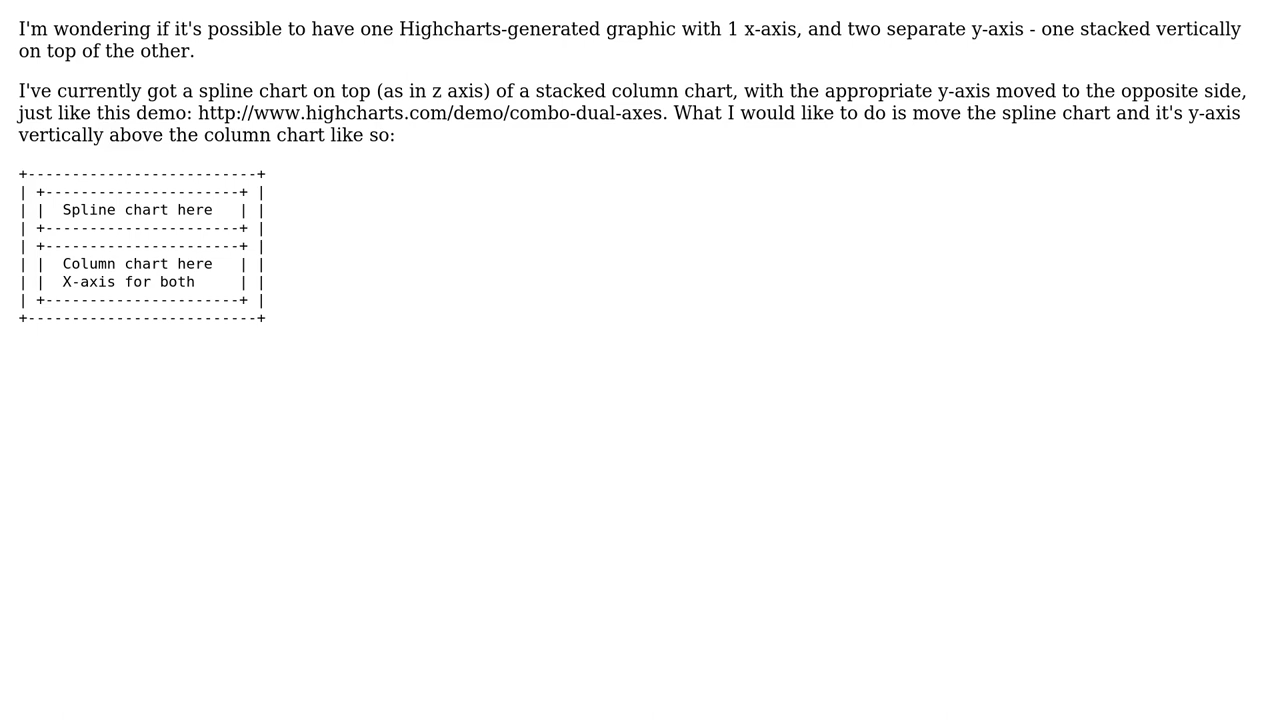 I'm wondering if it's possible to have one Highcharts-generated graphic with 1 x-axis, and two separate y-axis - one stacked vertically
on top of the other.
I've currently got a spline chart on top (as in z axis) of a stacked column chart, with the appropriate y-axis moved to the opposite side,
just like this demo: http://www.highcharts.com/demo/combo-dual-axes. What I would like to do is move the spline chart and it's y-axis
vertically above the column chart like so:
+--------------------------+
| +----------------------+ |
| |  Spline chart here   | |
| +----------------------+ |
| +----------------------+ |
| |  Column chart here   | |
| |  X-axis for both     | |
| +----------------------+ |
+--------------------------+